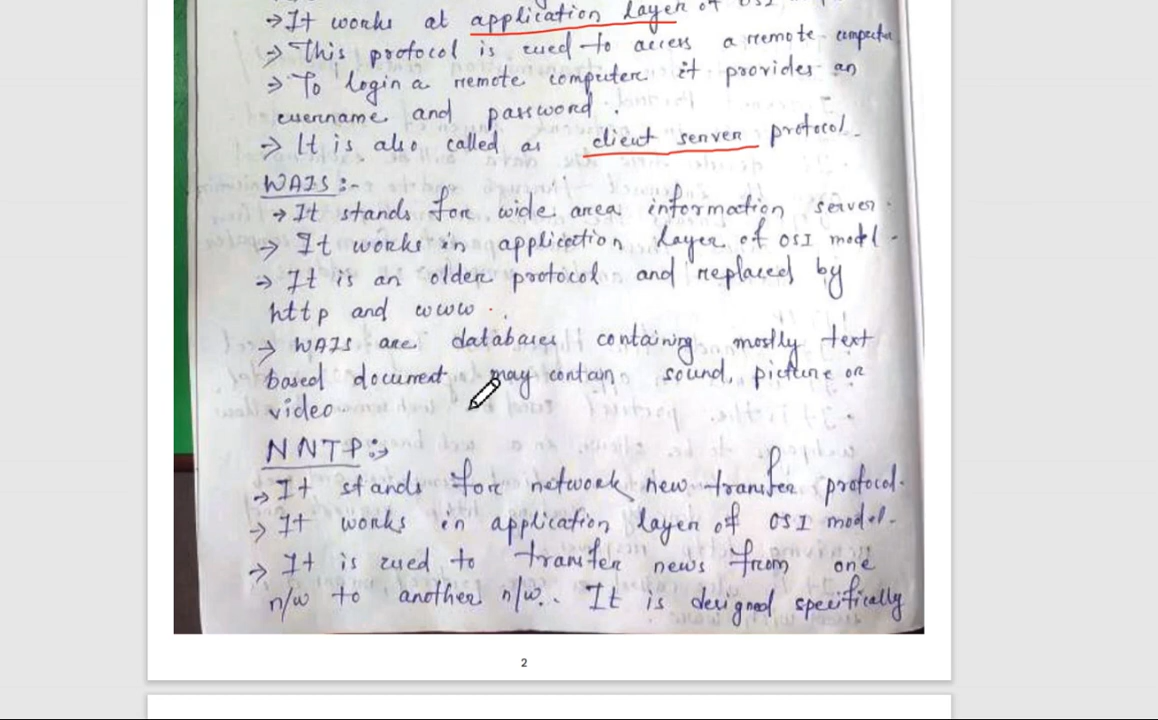 → It works at application layer of OSI
→ This protocol is used to access a remote computer
→ To login a remote computer it provides an
username and password.
→ It is also called as client server protocol.
WAIS :-
→ It stands for wide area information server.
→ It works in application layer of OSI model.
→ It is an older protocol and replaced by
http and www.
→ WAIS are databases containing mostly text
based document may contain sound, picture or
video
NNTP :→
→ It stands for network new transfer protocol.
→ It works in application layer of OSI model.
→ It is used to transfer news from one
n/w to another n/w. It is designed specifically
2